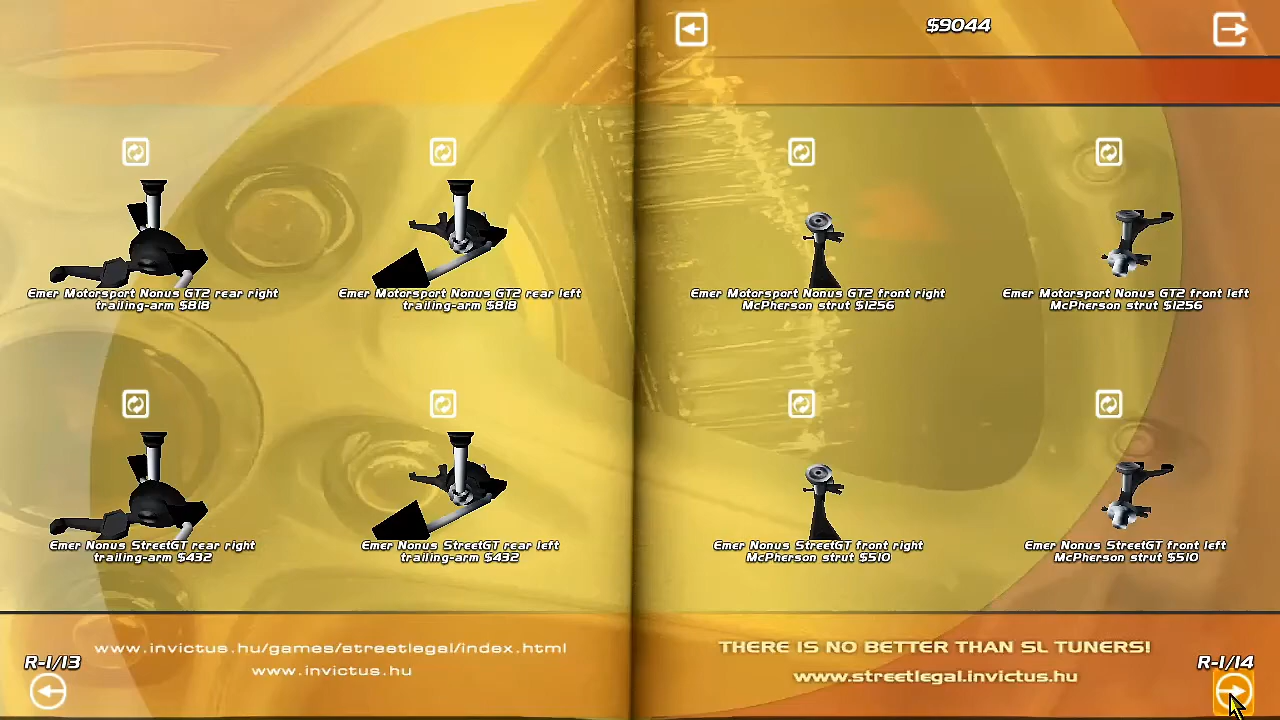 $9044
Emer Motorsport Nonus GT2 rear right
trailing-arm $818
Emer Motorsport Nonus GT2 rear left
trailing-arm $818
Emer Motorsport Nonus GT2 front right
McPherson strut $1256
Emer Motorsport Nonus GT2 front left
McPherson strut $1256
Emer Nonus StreetGT rear right
trailing-arm $432
Emer Nonus StreetGT rear left
trailing-arm $432
Emer Nonus StreetGT front right
McPherson strut $510
Emer Nonus StreetGT front left
McPherson strut $510
www.invictus.hu/games/streetlegal/index.html
www.invictus.hu
R-1/13
THERE IS NO BETTER THAN SL TUNERS!
www.streetlegal.invictus.hu
R-1/14